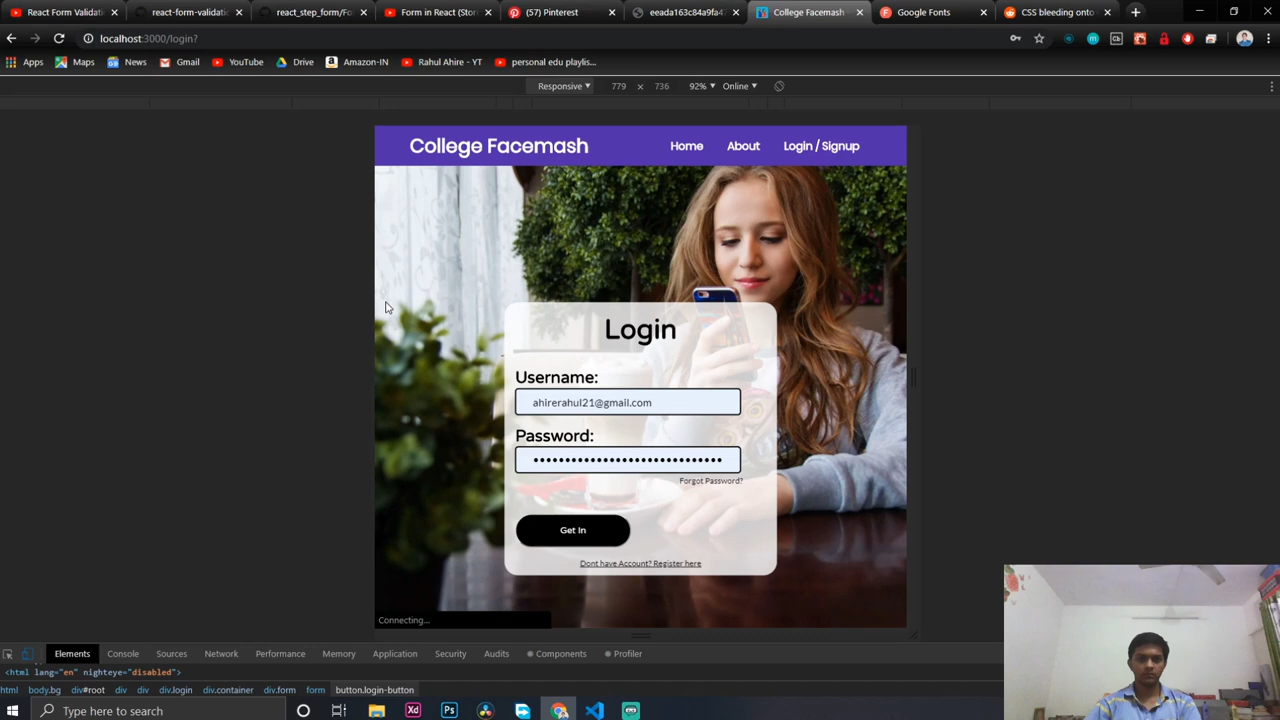 React Form Validati
react-form-validatio
react_step_form/Fo
Form in React (Stor
(57) Pinterest
eeada163c84a9fa4
College Facemash
Google Fonts
CSS bleeding onto
localhost:3000/login?
Apps
Maps
News
Gmail
YouTube
Drive
Amazon-IN
Rahul Ahire - YT
personal edu playlis...
Responsive
779 × 736
92%
Online
College Facemash
Home
About
Login / Signup
Login
Username:
ahirerahul21@gmail.com
Password:
Forgot Password?
Get In
Dont have Account? Register here
Connecting...
Elements
Console
Sources
Network
Performance
Memory
Application
Security
Audits
Components
Profiler
<html lang="en" nighteye="disabled">
html
body.bg
div#root
div
div
div.login
div.container
div.form
form
button.login-button
Type here to search